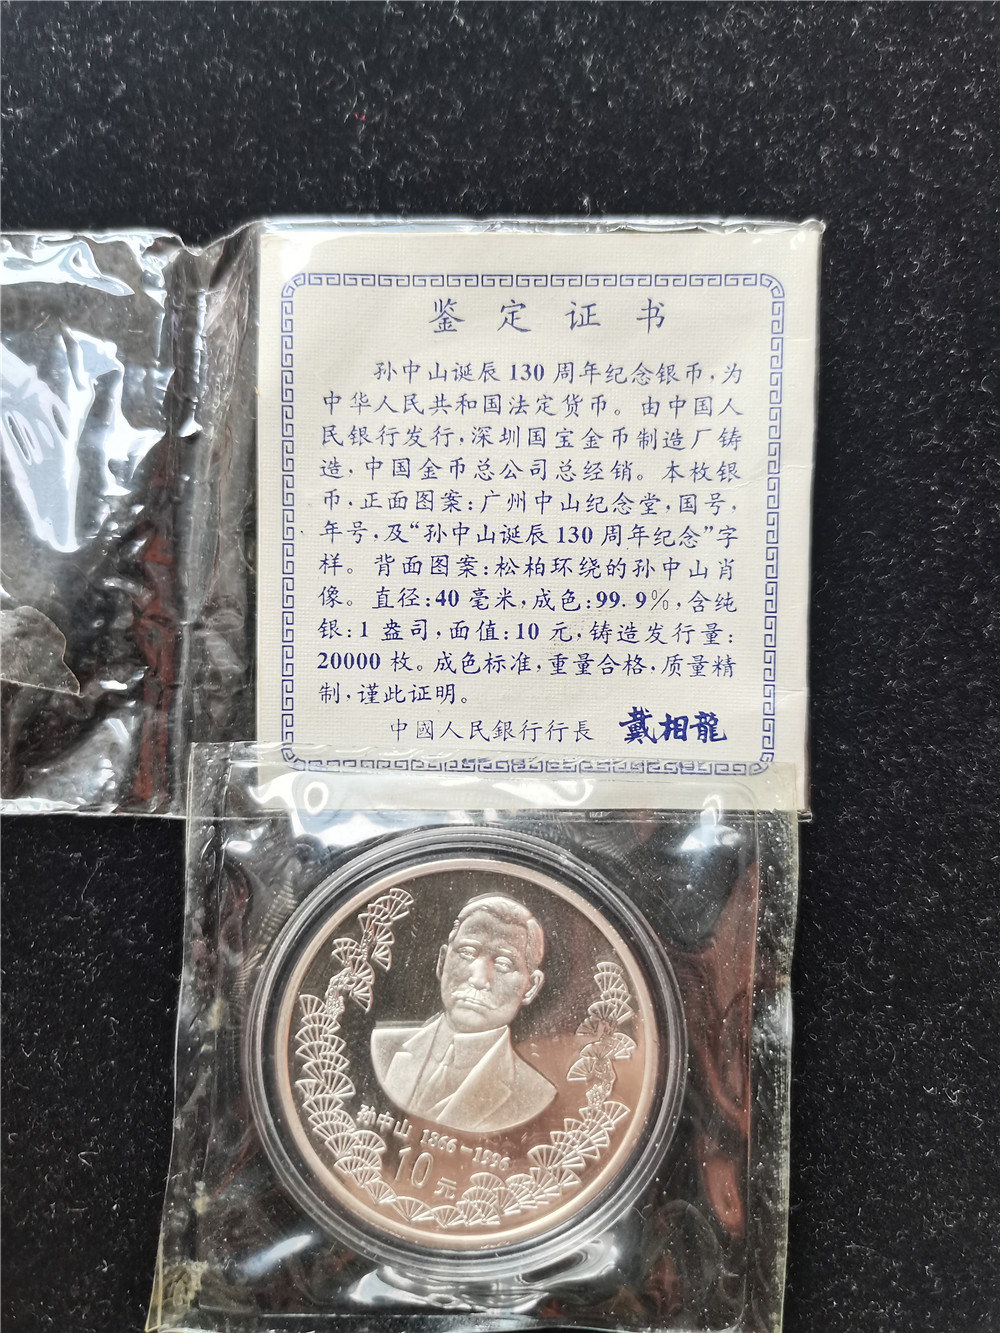 鉴定证书
孙中山诞辰130周年纪念银币,为
中华人民共和国法定货币。由中国人
民银行发行,深圳国宝金币制造厂铸
造,中国金币总公司总经销。本枚银
币,正面图案:广州中山纪念堂,国号,
年号,及“孙中山诞辰130周年纪念”字
样。背面图案:松柏环绕的孙中山肖
像。直径:40毫米,成色:99.9%,含纯
银:1盎司,面值:10元,铸造发行量:
20000枚。成色标准,重量合格,质量精
制,谨此证明。
中國人民銀行行長 戴相龍
孙中山 1866-1996
10元